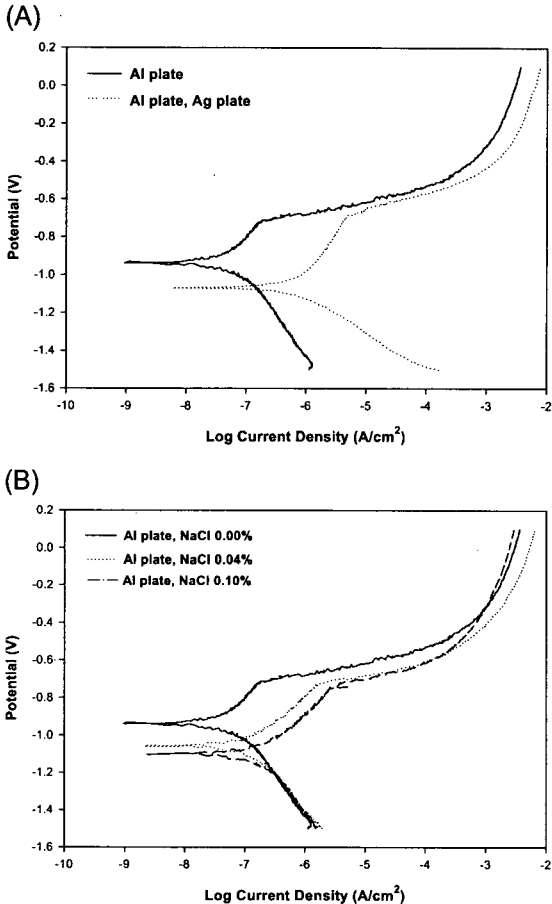 (A)
0.2
Al plate
Al plate, Ag plate
0.0
-0.2
-0.4
-0.6
-0.8
-1.0
-1.2
-1.4
-1.6
Potential (V)
-10 -9 -8 -7 -6 -5 -4 -3 -2
Log Current Density (A/cm²)
(B)
0.2
Al plate, NaCl 0.00%
0.0
Al plate, NaCl 0.04%
Al plate, NaCl 0.10%
-0.2
-0.4
-0.6
-0.8
-1.0
-1.2
-1.4
-1.6
Potential (V)
-10 -9 -8 -7 -6 -5 -4 -3 -2
Log Current Density (A/cm²)